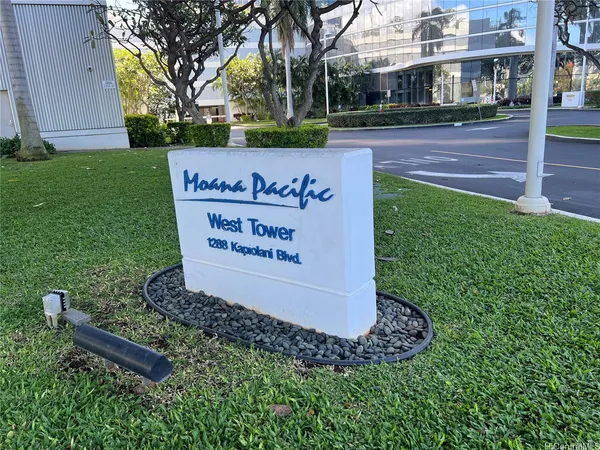 Moana Pacific
West Tower
1288 Kapiolani Blvd.